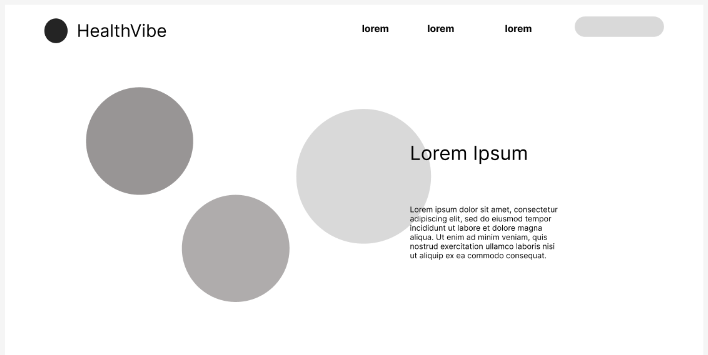 HealthVibe
lorem
lorem
lorem
Lorem Ipsum
Lorem ipsum dolor sit amet, consectetur
adipiscing elit, sed do eiusmod tempor
incididunt ut labore et dolore magna
aliqua. Ut enim ad minim veniam, quis
nostrud exercitation ullamco laboris nisi
ut aliquip ex ea commodo consequat.